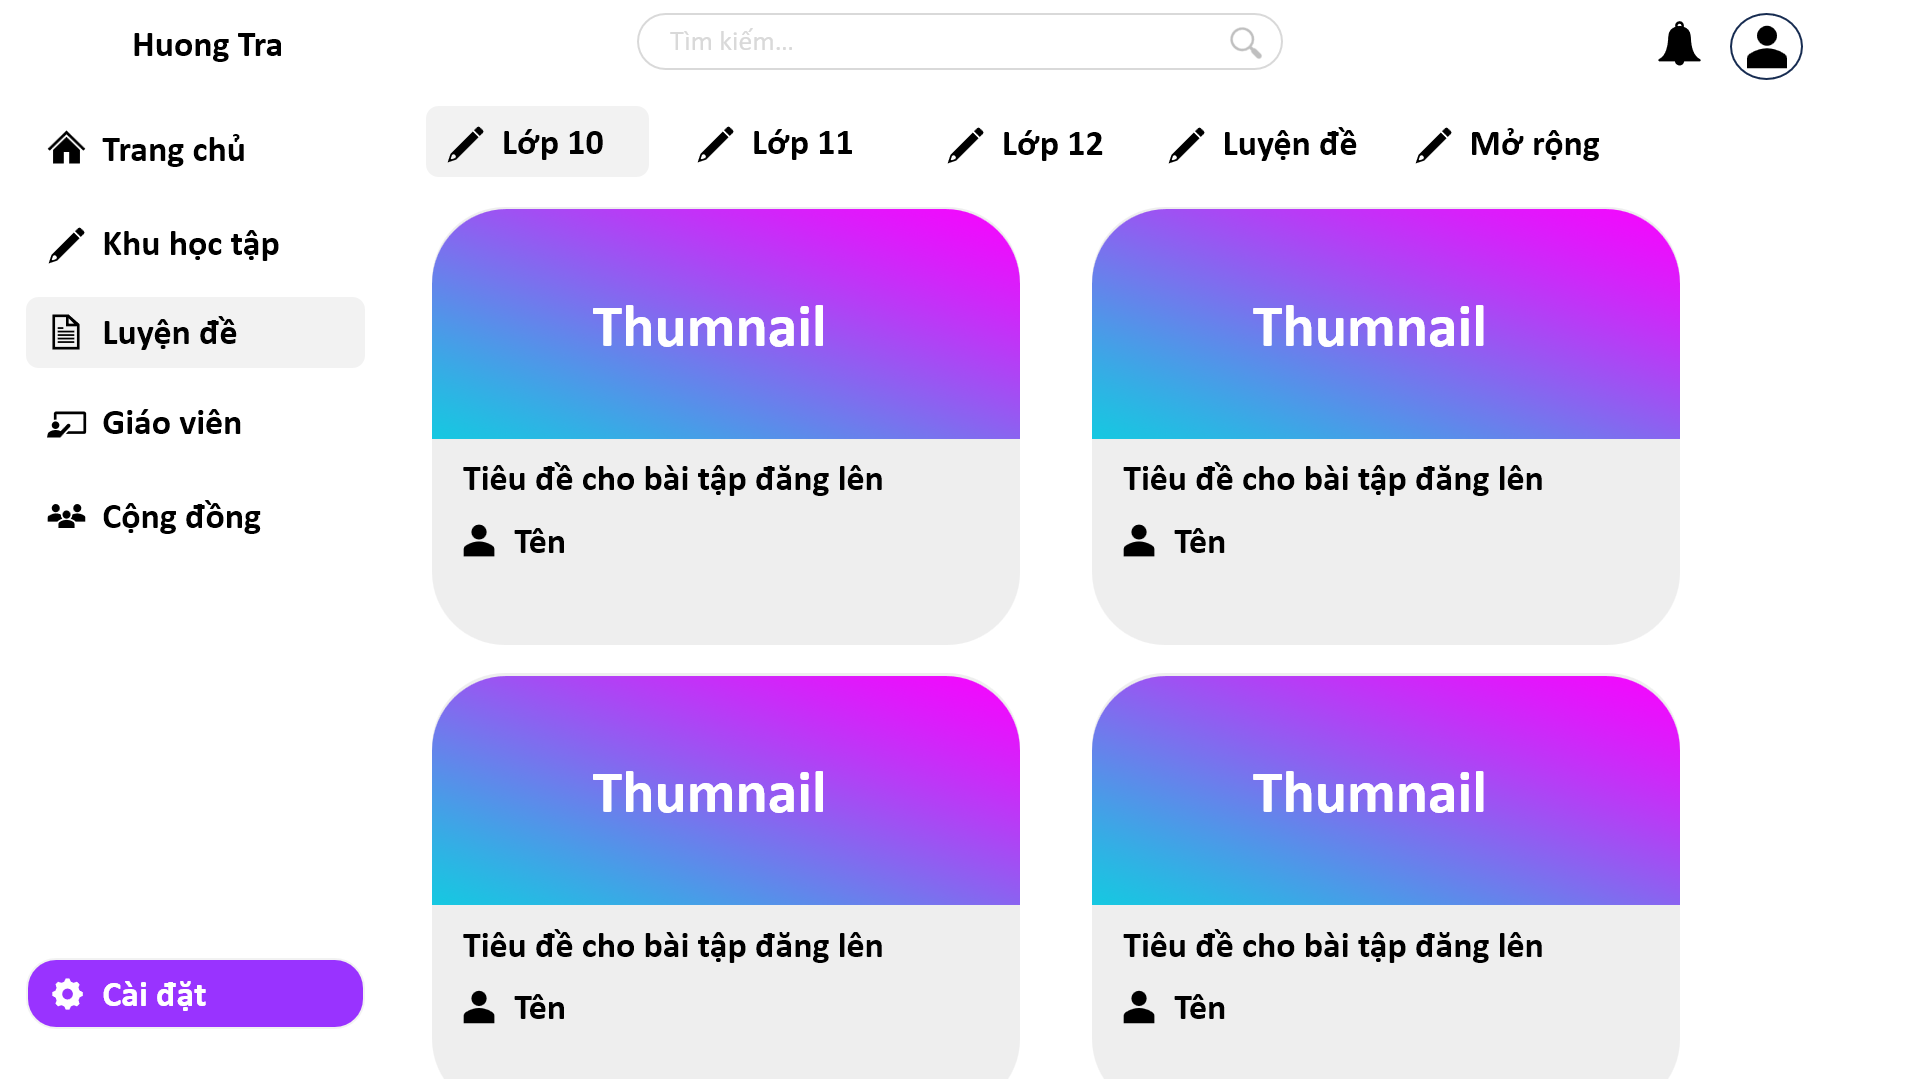 Huong Tra
Tìm kiếm...
Trang chủ
Khu học tập
Luyện đề
Giáo viên
Cộng đồng
Cài đặt
Lớp 10
Lớp 11
Lớp 12
Luyện đề
Mở rộng
Thumnail
Tiêu đề cho bài tập đăng lên
Tên
Thumnail
Tiêu đề cho bài tập đăng lên
Tên
Thumnail
Tiêu đề cho bài tập đăng lên
Tên
Thumnail
Tiêu đề cho bài tập đăng lên
Tên